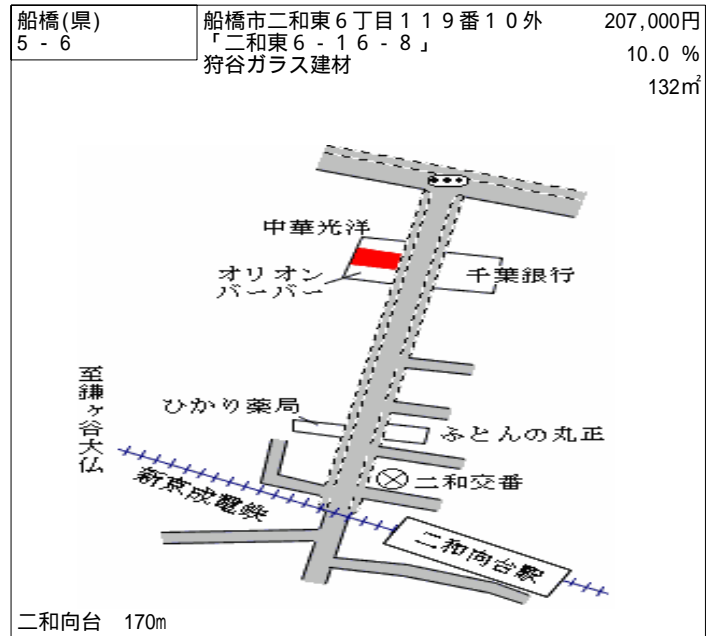 船橋(県)
5 - 6
船橋市二和東６丁目１１９番１０外
「二和東６‐１６‐８」
狩谷ガラス建材
207,000円
10.0 %
132㎡
中華光洋
オリオン
バーバー
千葉銀行
至鎌ヶ谷大仏
ひかり薬局
ふとんの丸正
二和交番
新京成電鉄
二和向台駅
二和向台　170m